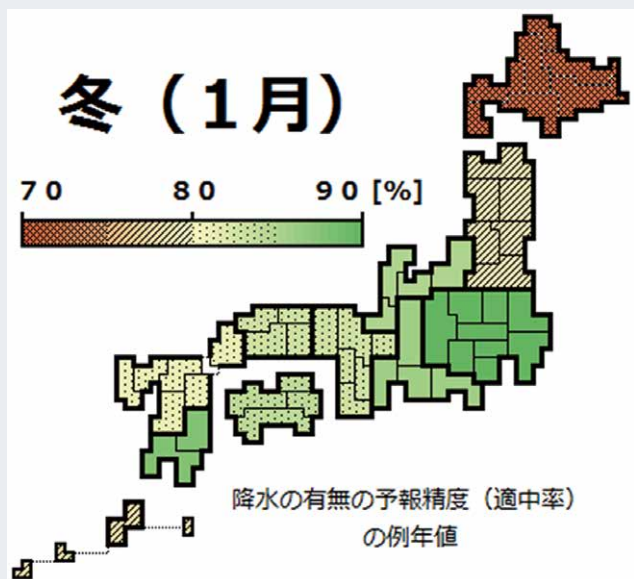 冬（１月）
７０　８０　９０ [%]
降水の有無の予報精度（適中率）
の例年値